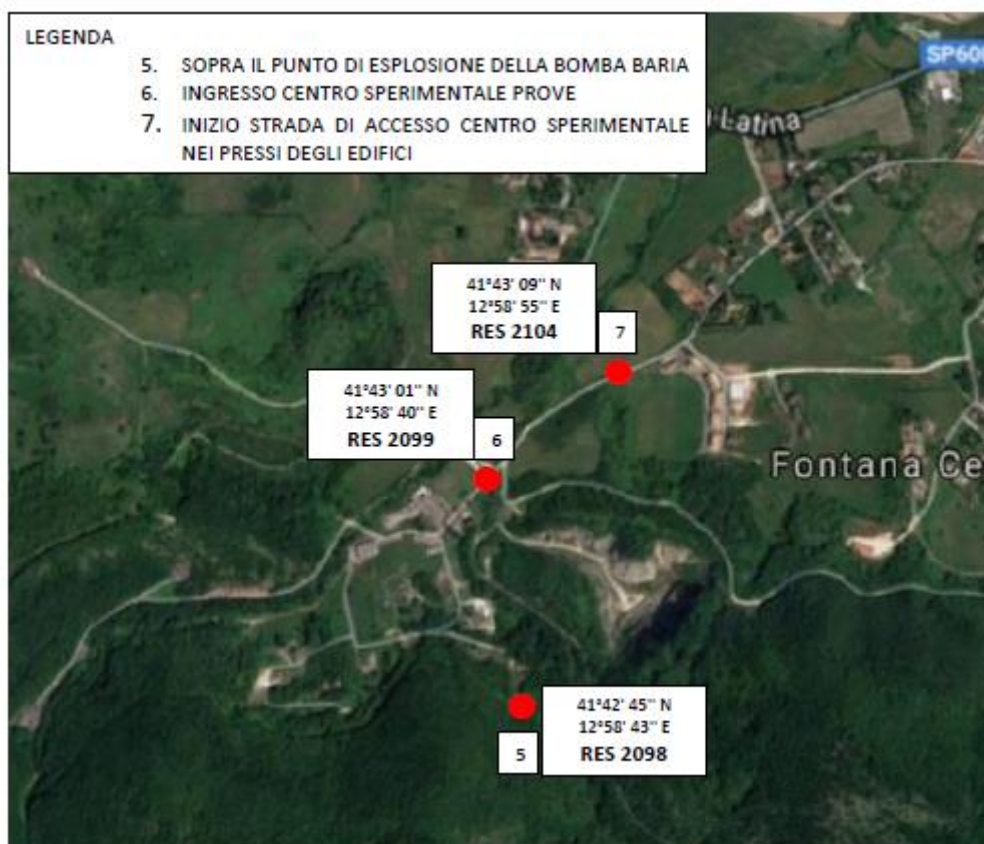 LEGENDA
5. SOPRA IL PUNTO DI ESPLOSIONE DELLA BOMBA BARIA
6. INGRESSO CENTRO SPERIMENTALE PROVE
7. INIZIO STRADA DI ACCESSO CENTRO SPERIMENTALE
NEI PRESSI DEGLI EDIFICI
SP600
Latina
41°43' 09'' N
12°58' 55'' E
RES 2104
7
41°43' 01'' N
12°58' 40'' E
RES 2099
6
Fontana Ce
41°42' 45'' N
12°58' 43'' E
RES 2098
5